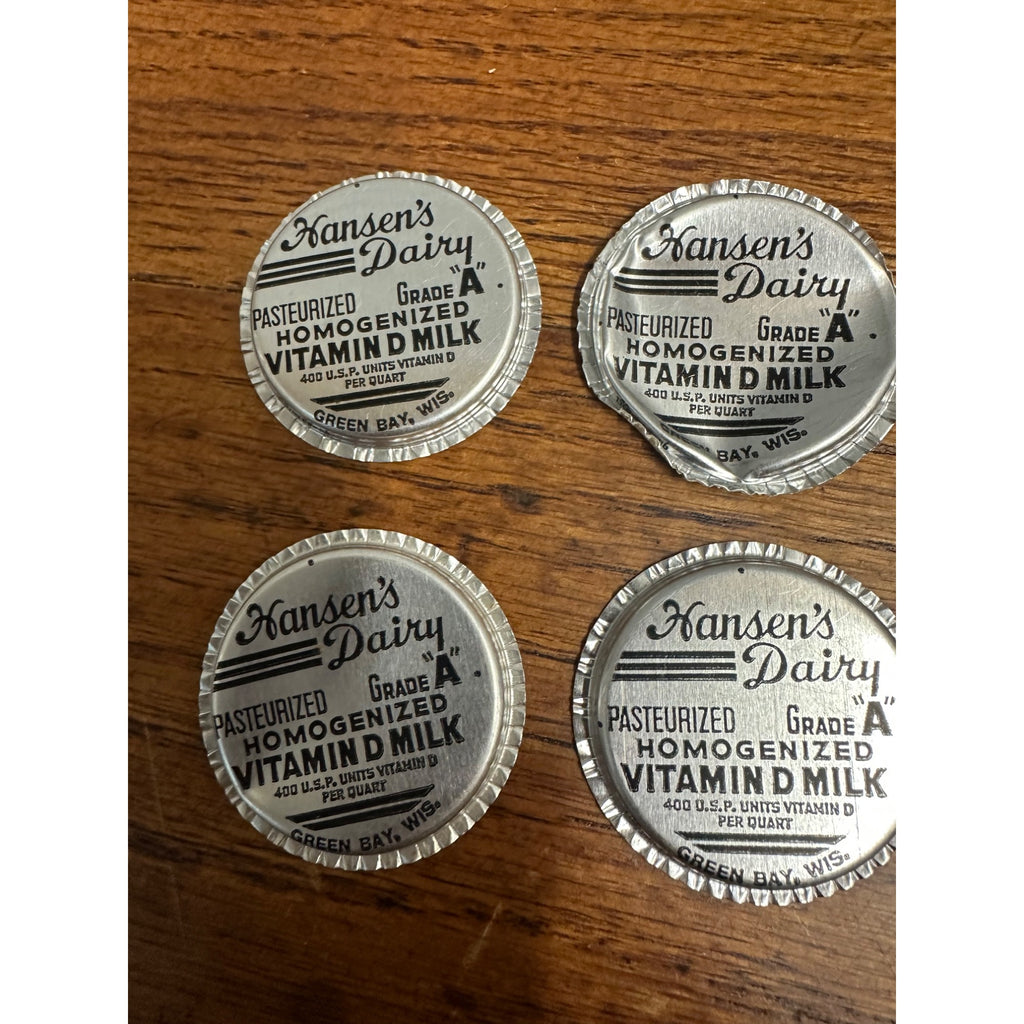 Hansen's
Dairy
PASTEURIZED GRADE "A"
HOMOGENIZED
VITAMIN D MILK
400 U.S.P. UNITS VITAMIN D
PER QUART
GREEN BAY, WIS.
Hansen's
Dairy
PASTEURIZED GRADE "A"
HOMOGENIZED
VITAMIN D MILK
400 U.S.P. UNITS VITAMIN D
PER QUART
BAY, WIS.
Hansen's
Dairy
PASTEURIZED GRADE "A"
HOMOGENIZED
VITAMIN D MILK
400 U.S.P. UNITS VITAMIN D
PER QUART
GREEN BAY, WIS.
Hansen's
Dairy
PASTEURIZED GRADE "A"
HOMOGENIZED
VITAMIN D MILK
400 U.S.P. UNITS VITAMIN D
PER QUART
GREEN BAY, WIS.